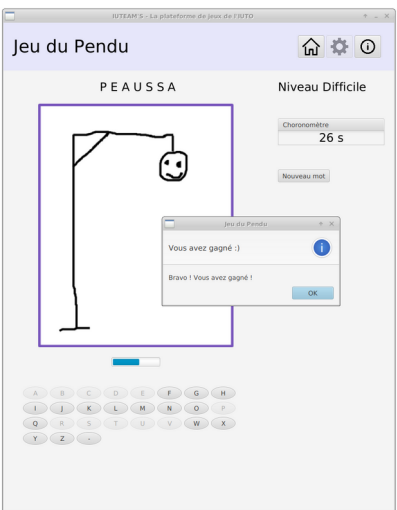 IUTEAM'S - La plateforme de jeux de l'IUTO
Jeu du Pendu
P E A U S S A
Niveau Difficile
Choronomètre
26 s
Nouveau mot
Jeu du Pendu
Vous avez gagné :)
Bravo ! Vous avez gagné !
OK
A B C D E F G H
I J K L M N O P
Q R S T U V W X
Y Z -